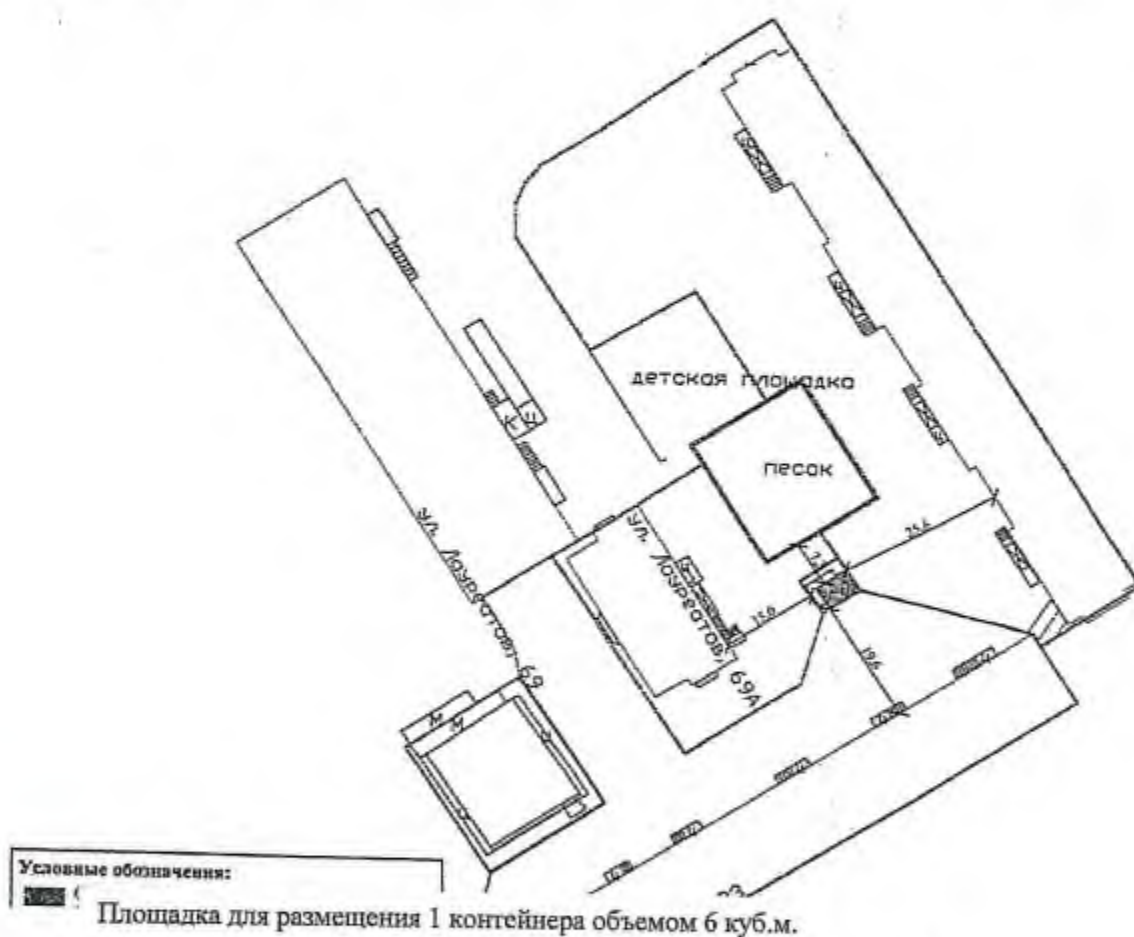 детская площадка
песок
25,4
15,6
19,6
ул. Лауреатов, 69
ул. Лауреатов, 69А
К
М
М
Условные обозначения:
Площадка для размещения 1 контейнера объемом 6 куб.м.